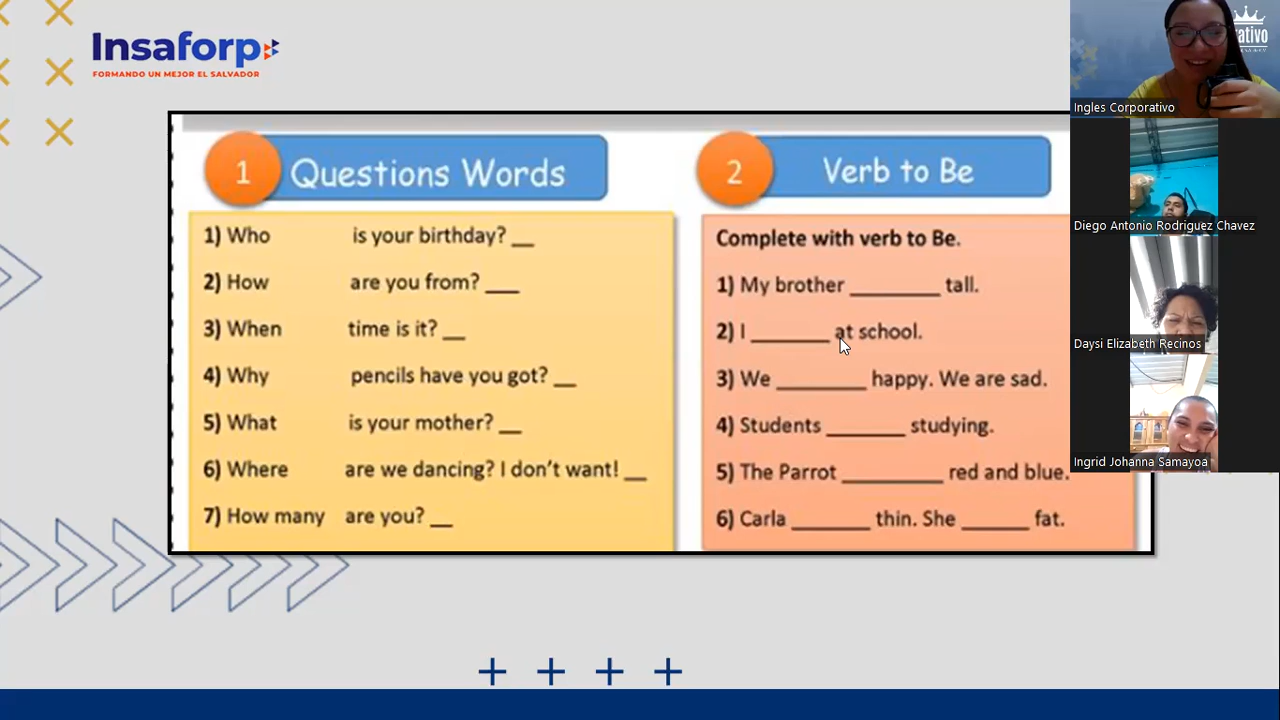 Insaforp
FORMANDO UN MEJOR EL SALVADOR
1 Questions Words
1) Who is your birthday? __
2) How are you from? ___
3) When time is it? __
4) Why pencils have you got? __
5) What is your mother? __
6) Where are we dancing? I don't want! __
7) How many are you? __
2 Verb to Be
Complete with verb to Be.
1) My brother ________ tall.
2) I _______ at school.
3) We ________ happy. We are sad.
4) Students _______ studying.
5) The Parrot _________ red and blue.
6) Carla _______ thin. She ______ fat.
Ingles Corporativo
Diego Antonio Rodriguez Chavez
Daysi Elizabeth Recinos
Ingrid Johanna Samayoa